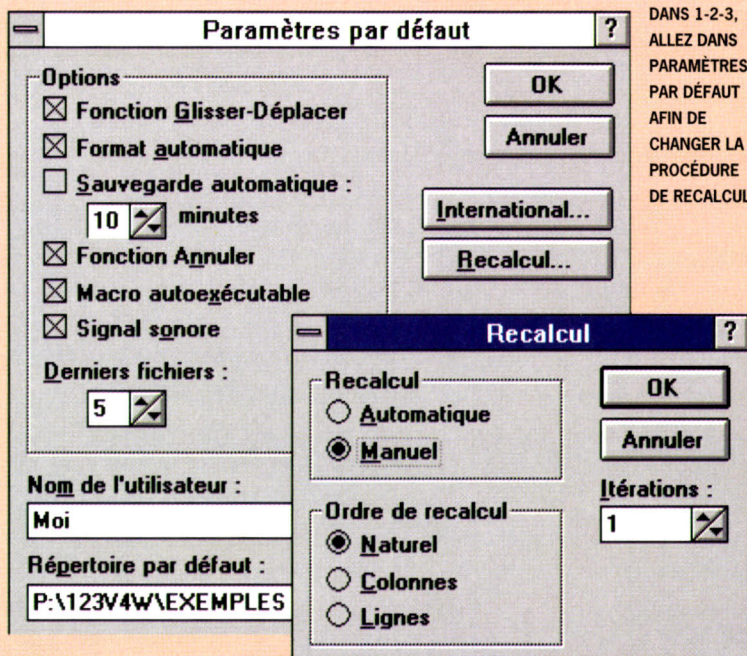 Paramètres par défaut
?
Options
Fonction Glisser-Déplacer
Format automatique
Sauvegarde automatique :
10 minutes
Fonction Annuler
Macro autoexécutable
Signal sonore
Derniers fichiers :
5
OK
Annuler
International...
Recalcul...
Nom de l'utilisateur :
Moi
Répertoire par défaut :
P:\123V4W\EXEMPLES
Recalcul
?
Recalcul
Automatique
Manuel
Ordre de recalcul
Naturel
Colonnes
Lignes
OK
Annuler
Itérations :
1
DANS 1-2-3,
ALLEZ DANS
PARAMÈTRES
PAR DÉFAUT
AFIN DE
CHANGER LA
PROCÉDURE
DE RECALCUL